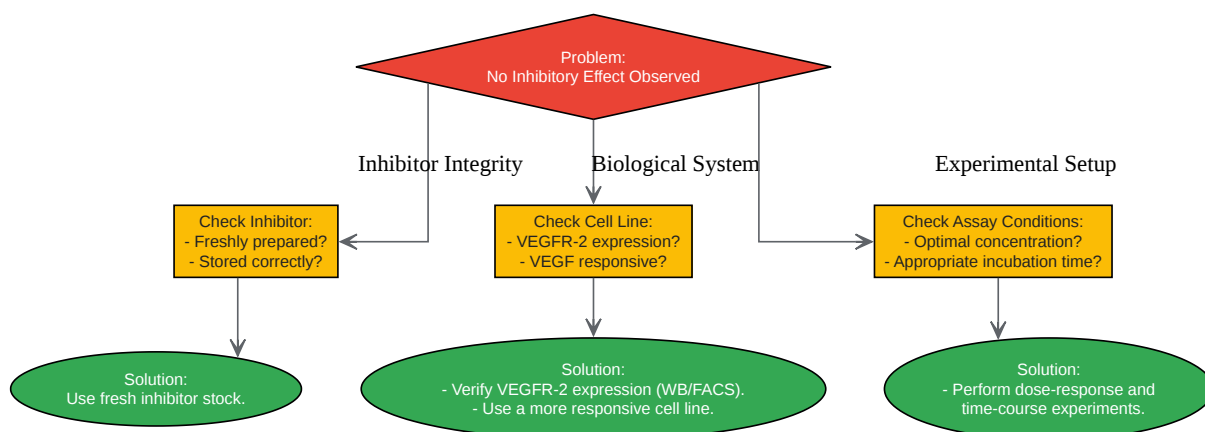 Problem:
No Inhibitory Effect Observed
Inhibitor Integrity
Biological System
Experimental Setup
Check Inhibitor:
- Freshly prepared?
- Stored correctly?
Check Cell Line:
- VEGFR-2 expression?
- VEGF responsive?
Check Assay Conditions:
- Optimal concentration?
- Appropriate incubation time?
Solution:
Use fresh inhibitor stock.
Solution:
- Verify VEGFR-2 expression (WB/FACS).
- Use a more responsive cell line.
Solution:
- Perform dose-response and
time-course experiments.